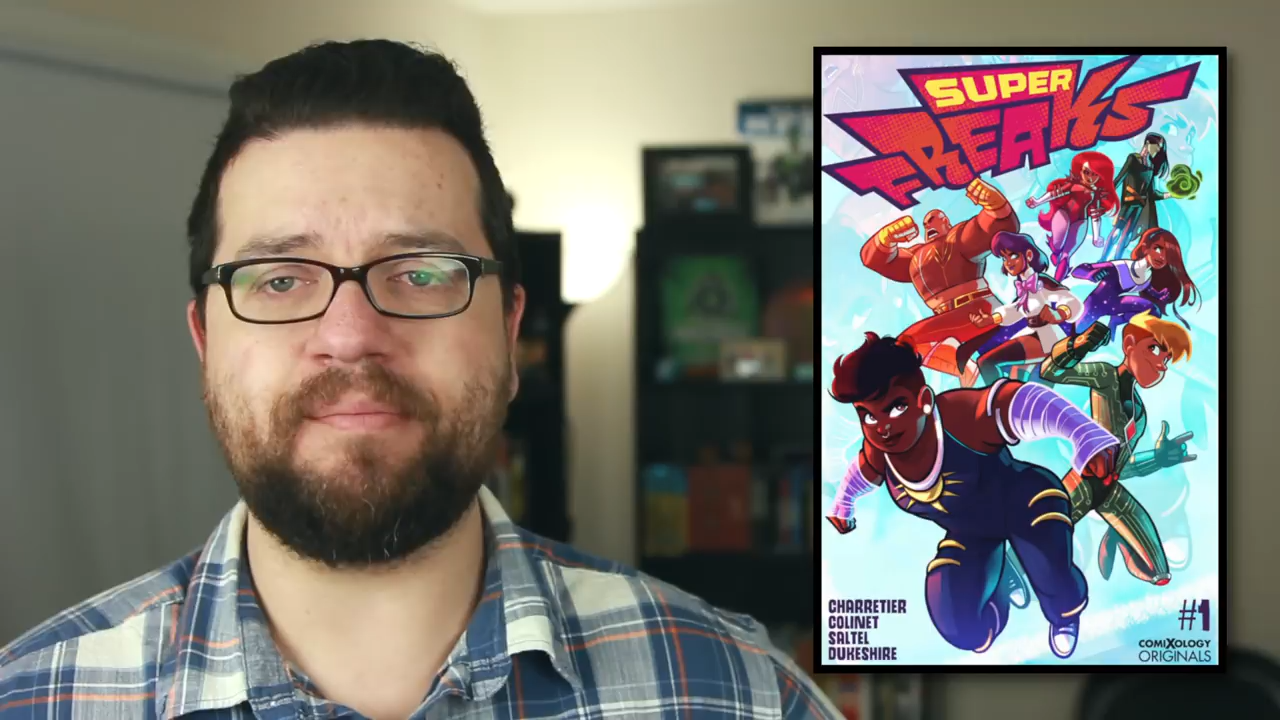 SUPER
FREAKS
CHARRETIER
COLINET
SALTEL
DUKESHIRE
#1
COMIXOLOGY
ORIGINALS